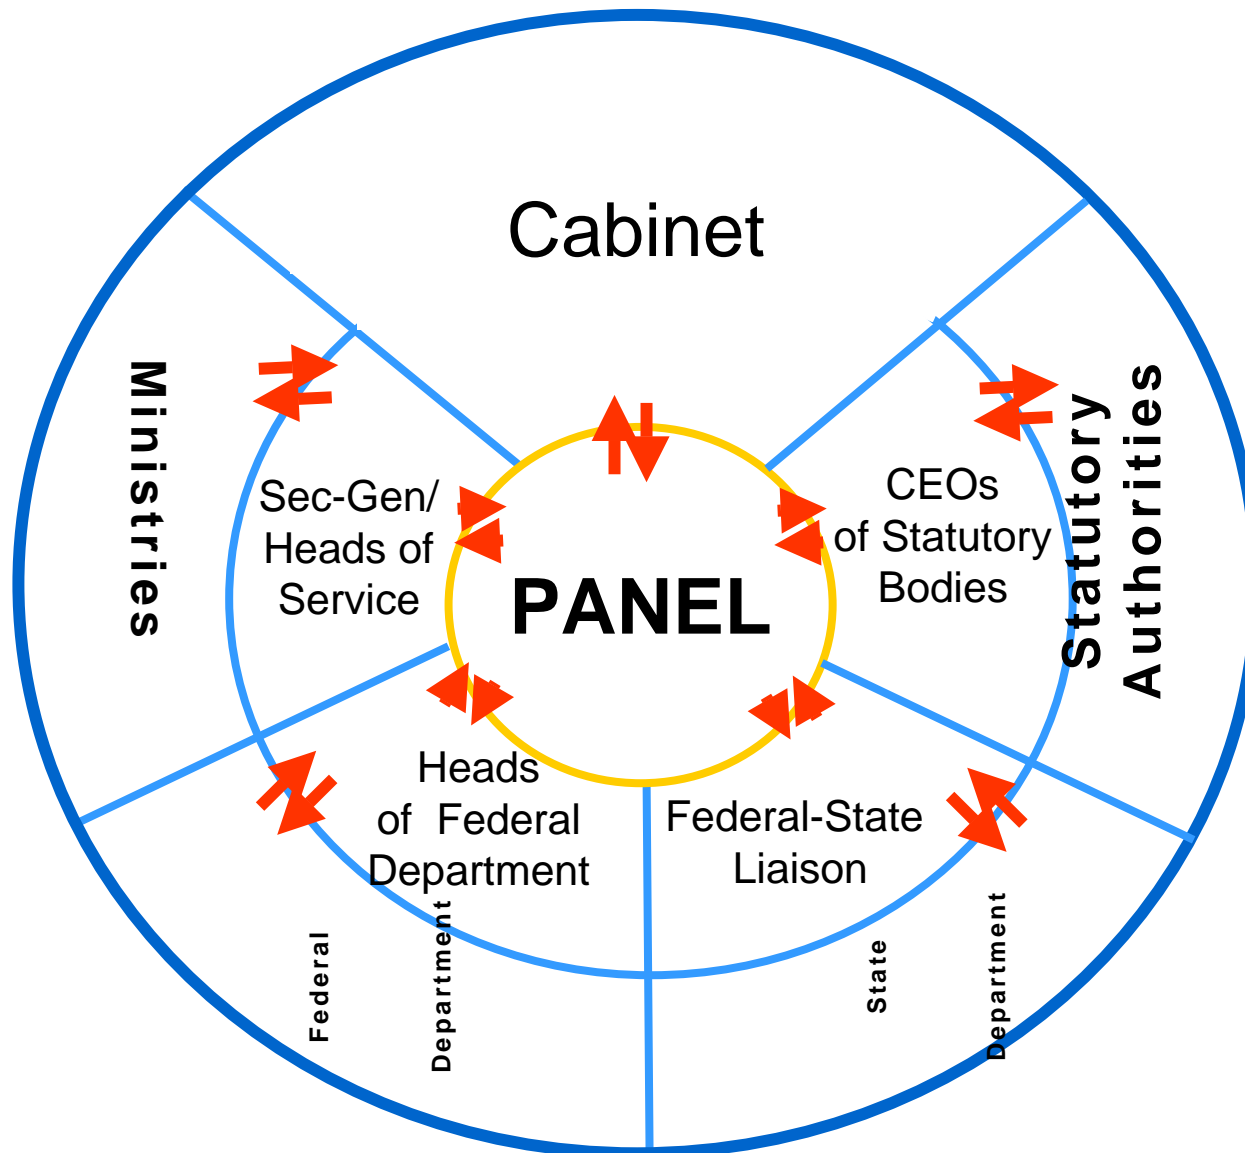 Cabinet
Ministries
Sec-Gen/
Heads of
Service
PANEL
CEOs
of Statutory
Bodies
Statutory
Authorities
Heads
of Federal
Department
Federal-State
Liaison
Federal
Department
State
Department